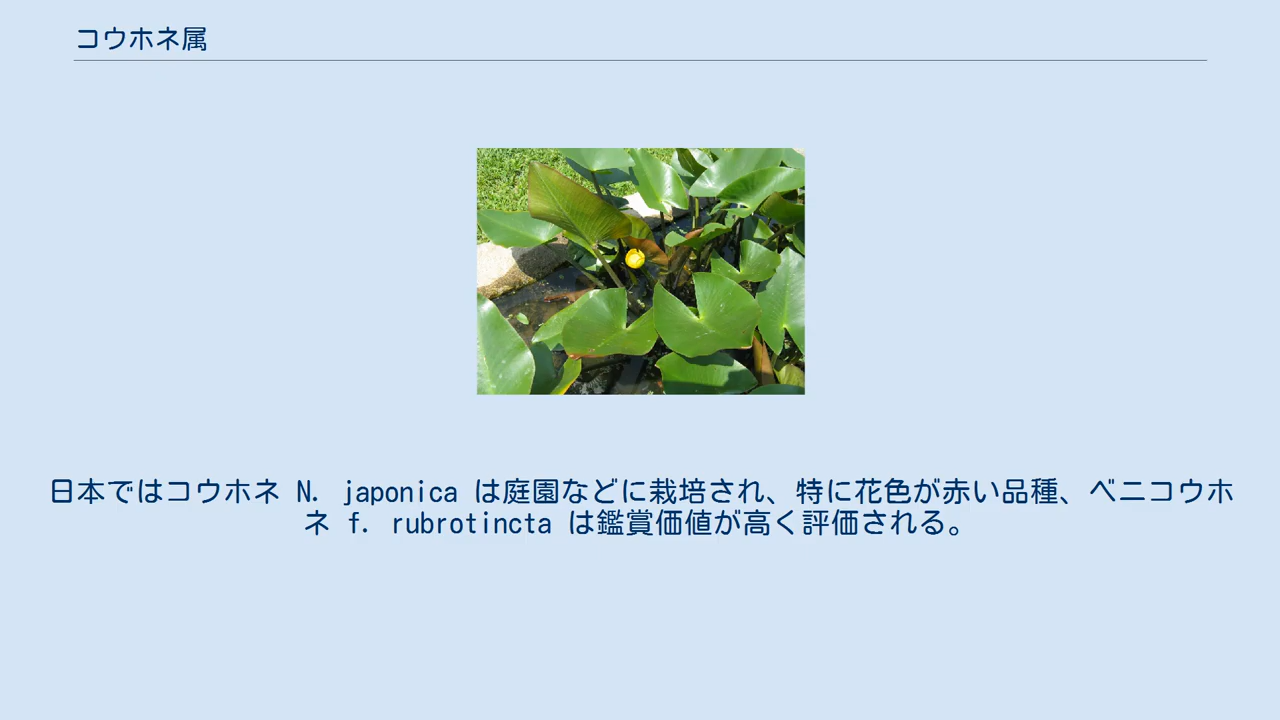 コウホネ属
日本ではコウホネ N. japonica は庭園などに栽培され、特に花色が赤い品種、ベニコウホ
ネ f. rubrotincta は鑑賞価値が高く評価される。